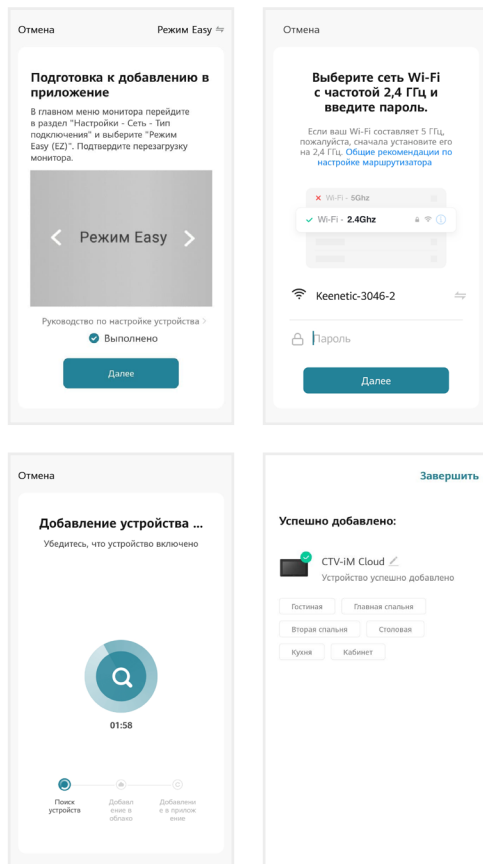 Отмена
Режим Easy
Подготовка к добавлению в
приложение
В главном меню монитора перейдите
в раздел "Настройки - Сеть - Тип
подключения" и выберите "Режим
Easy (EZ)". Подтвердите перезагрузку
монитора.
Режим Easy
Руководство по настройке устройства >
Выполнено
Далее
Отмена
Выберите сеть Wi-Fi
с частотой 2,4 ГГц и
введите пароль.
Если ваш Wi-Fi составляет 5 ГГц,
пожалуйста, сначала установите его
на 2,4 ГГц. Общие рекомендации по
настройке маршрутизатора
Wi-Fi - 5Ghz
Wi-Fi - 2.4Ghz
Keenetic-3046-2
Пароль
Далее
Отмена
Добавление устройства ...
Убедитесь, что устройство включено
01:58
Поиск
устройств
Добавл
ение в
облако
Добавлени
е в прилож
ение
Завершить
Успешно добавлено:
CTV-iM Cloud
Устройство успешно добавлено
Гостиная
Главная спальня
Вторая спальня
Столовая
Кухня
Кабинет